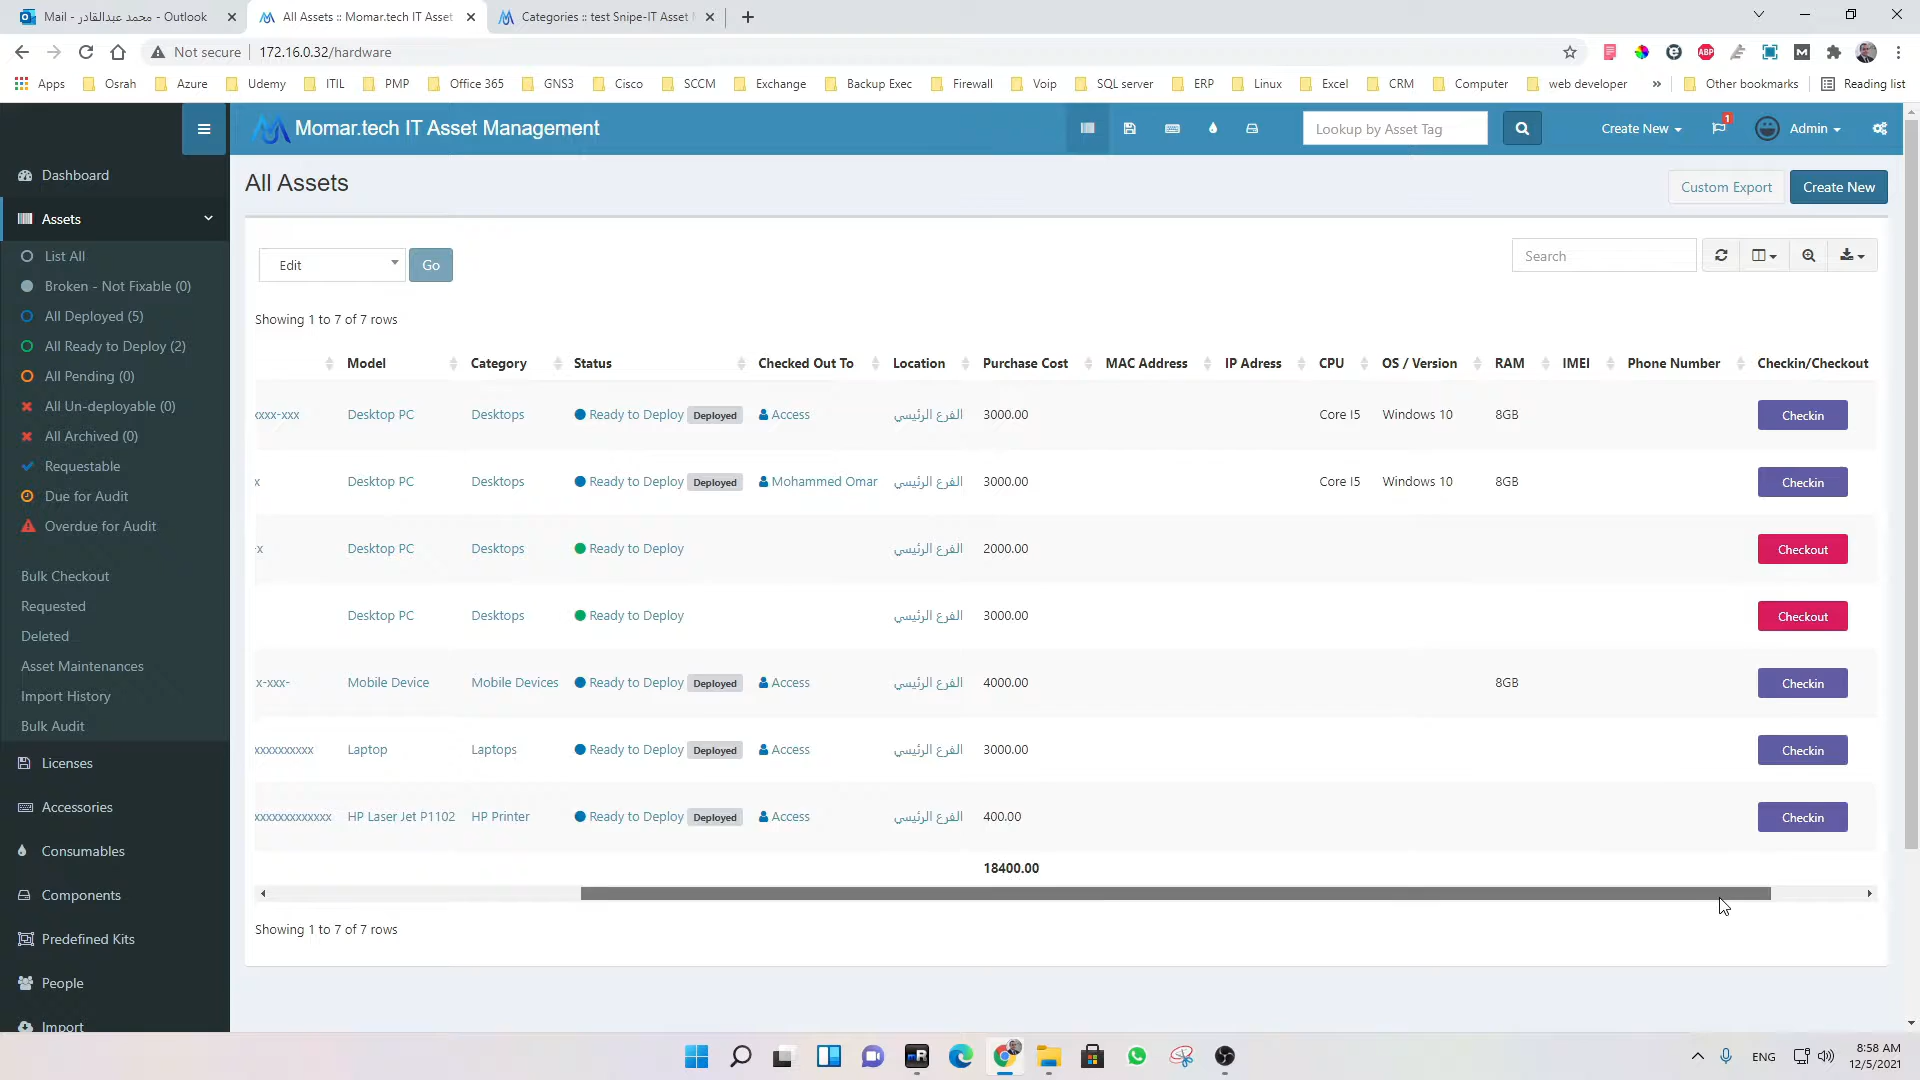 Mail - محمد عبدالقادر - Outlook
All Assets :: Momar.tech IT Asset
Categories :: test Snipe-IT Asset
Not secure
172.16.0.32/hardware
Apps
Osrah
Azure
Udemy
ITIL
PMP
Office 365
GNS3
Cisco
SCCM
Exchange
Backup Exec
Firewall
Voip
SQL server
ERP
Linux
Excel
CRM
Computer
web developer
»
Other bookmarks
Reading list
Momar.tech IT Asset Management
Lookup by Asset Tag
Create New
1
Admin
Dashboard
Assets
List All
Broken - Not Fixable (0)
All Deployed (5)
All Ready to Deploy (2)
All Pending (0)
All Un-deployable (0)
All Archived (0)
Requestable
Due for Audit
Overdue for Audit
Bulk Checkout
Requested
Deleted
Asset Maintenances
Import History
Bulk Audit
Licenses
Accessories
Consumables
Components
Predefined Kits
People
Import
All Assets
Custom Export
Create New
Edit
Go
Search
Showing 1 to 7 of 7 rows
Model Category Status Checked Out To Location Purchase Cost MAC Address IP Adress CPU OS / Version RAM IMEI Phone Number Checkin/Checkout
xxxx-xxx Desktop PC Desktops Ready to Deploy Deployed Access الفرع الرئيسي 3000.00 Core I5 Windows 10 8GB Checkin
x Desktop PC Desktops Ready to Deploy Deployed Mohammed Omar الفرع الرئيسي 3000.00 Core I5 Windows 10 8GB Checkin
-x Desktop PC Desktops Ready to Deploy الفرع الرئيسي 2000.00 Checkout
Desktop PC Desktops Ready to Deploy الفرع الرئيسي 3000.00 Checkout
x-xxx- Mobile Device Mobile Devices Ready to Deploy Deployed Access الفرع الرئيسي 4000.00 8GB Checkin
xxxxxxxxxx Laptop Laptops Ready to Deploy Deployed Access الفرع الرئيسي 3000.00 Checkin
xxxxxxxxxxxxx HP Laser Jet P1102 HP Printer Ready to Deploy Deployed Access الفرع الرئيسي 400.00 Checkin
18400.00
Showing 1 to 7 of 7 rows
ENG
8:58 AM
12/5/2021